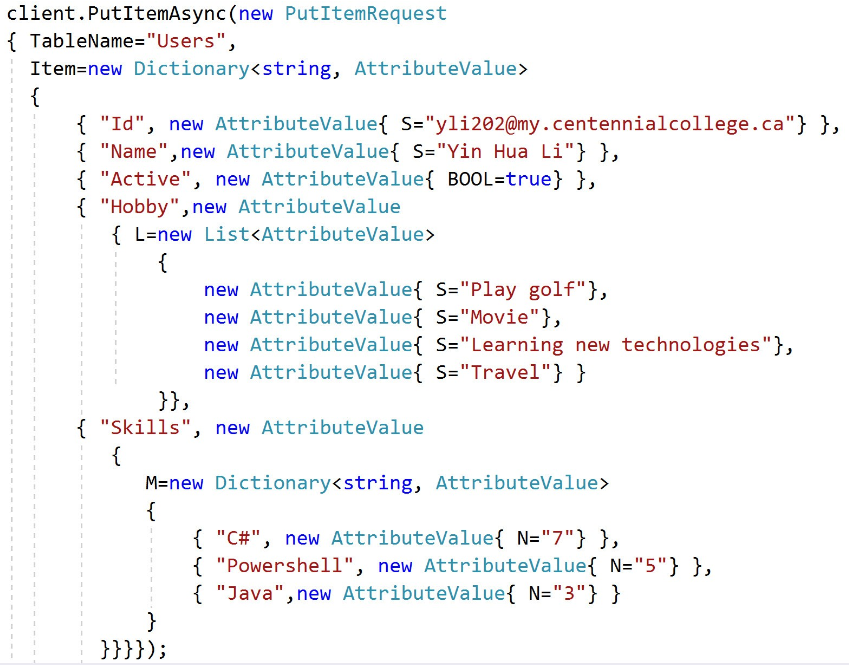 client.PutItemAsync(new PutItemRequest
{ TableName="Users",
Item=new Dictionary<string, AttributeValue>
{
{ "Id", new AttributeValue{ S="yli202@my.centennialcollege.ca"} },
{ "Name",new AttributeValue{ S="Yin Hua Li"} },
{ "Active", new AttributeValue{ BOOL=true} },
{ "Hobby",new AttributeValue
{ L=new List<AttributeValue>
{
new AttributeValue{ S="Play golf"},
new AttributeValue{ S="Movie"},
new AttributeValue{ S="Learning new technologies"},
new AttributeValue{ S="Travel"} }
}},
{ "Skills", new AttributeValue
{
M=new Dictionary<string, AttributeValue>
{
{ "C#", new AttributeValue{ N="7"} },
{ "Powershell", new AttributeValue{ N="5"} },
{ "Java",new AttributeValue{ N="3"} }
}
}}}});